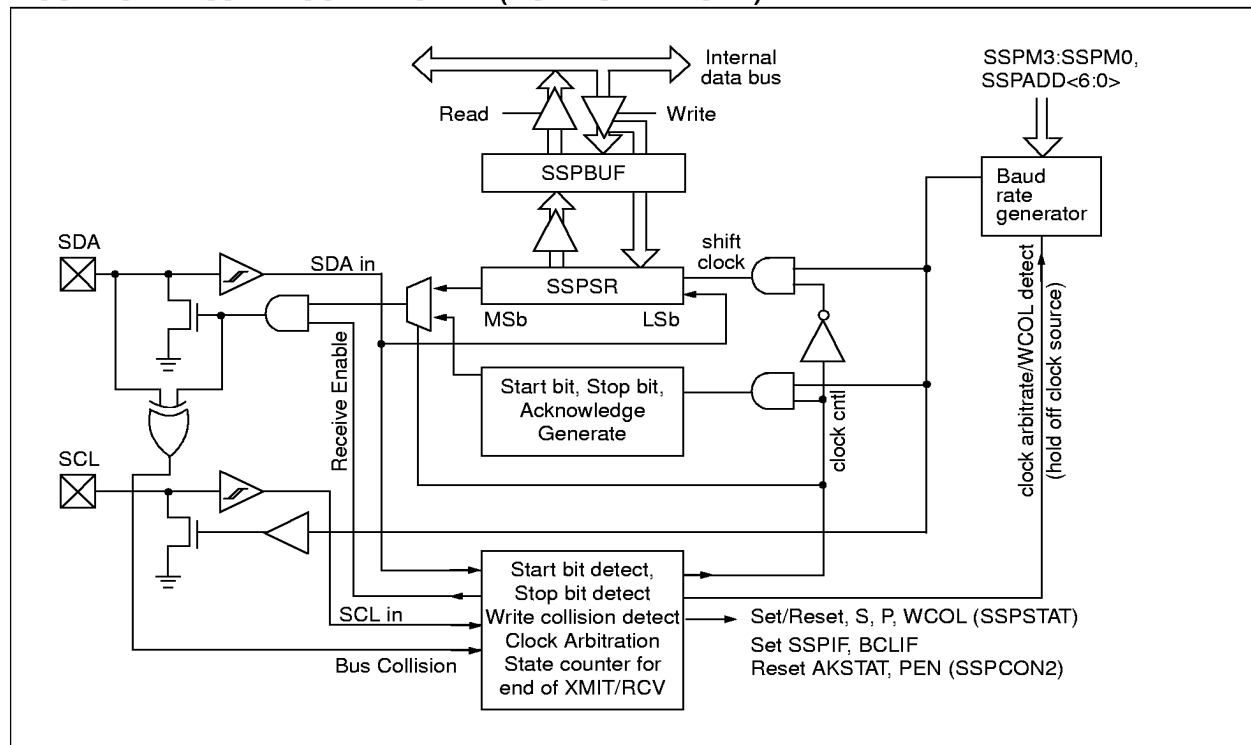 Internal
data bus
SSPM3:SSPM0,
SSPADD<6:0>
Read
Write
SSPBUF
Baud
rate
generator
SDA
SDA in
shift
clock
SSPSR
MSb
LSb
Receive Enable
Start bit, Stop bit,
Acknowledge
Generate
clock cntl
clock arbitrate/WCOL detect
(hold off clock source)
SCL
SCL in
Bus Collision
Start bit detect,
Stop bit detect
Write collision detect
Clock Arbitration
State counter for
end of XMIT/RCV
Set/Reset, S, P, WCOL (SSPSTAT)
Set SSPIF, BCLIF
Reset AKSTAT, PEN (SSPCON2)